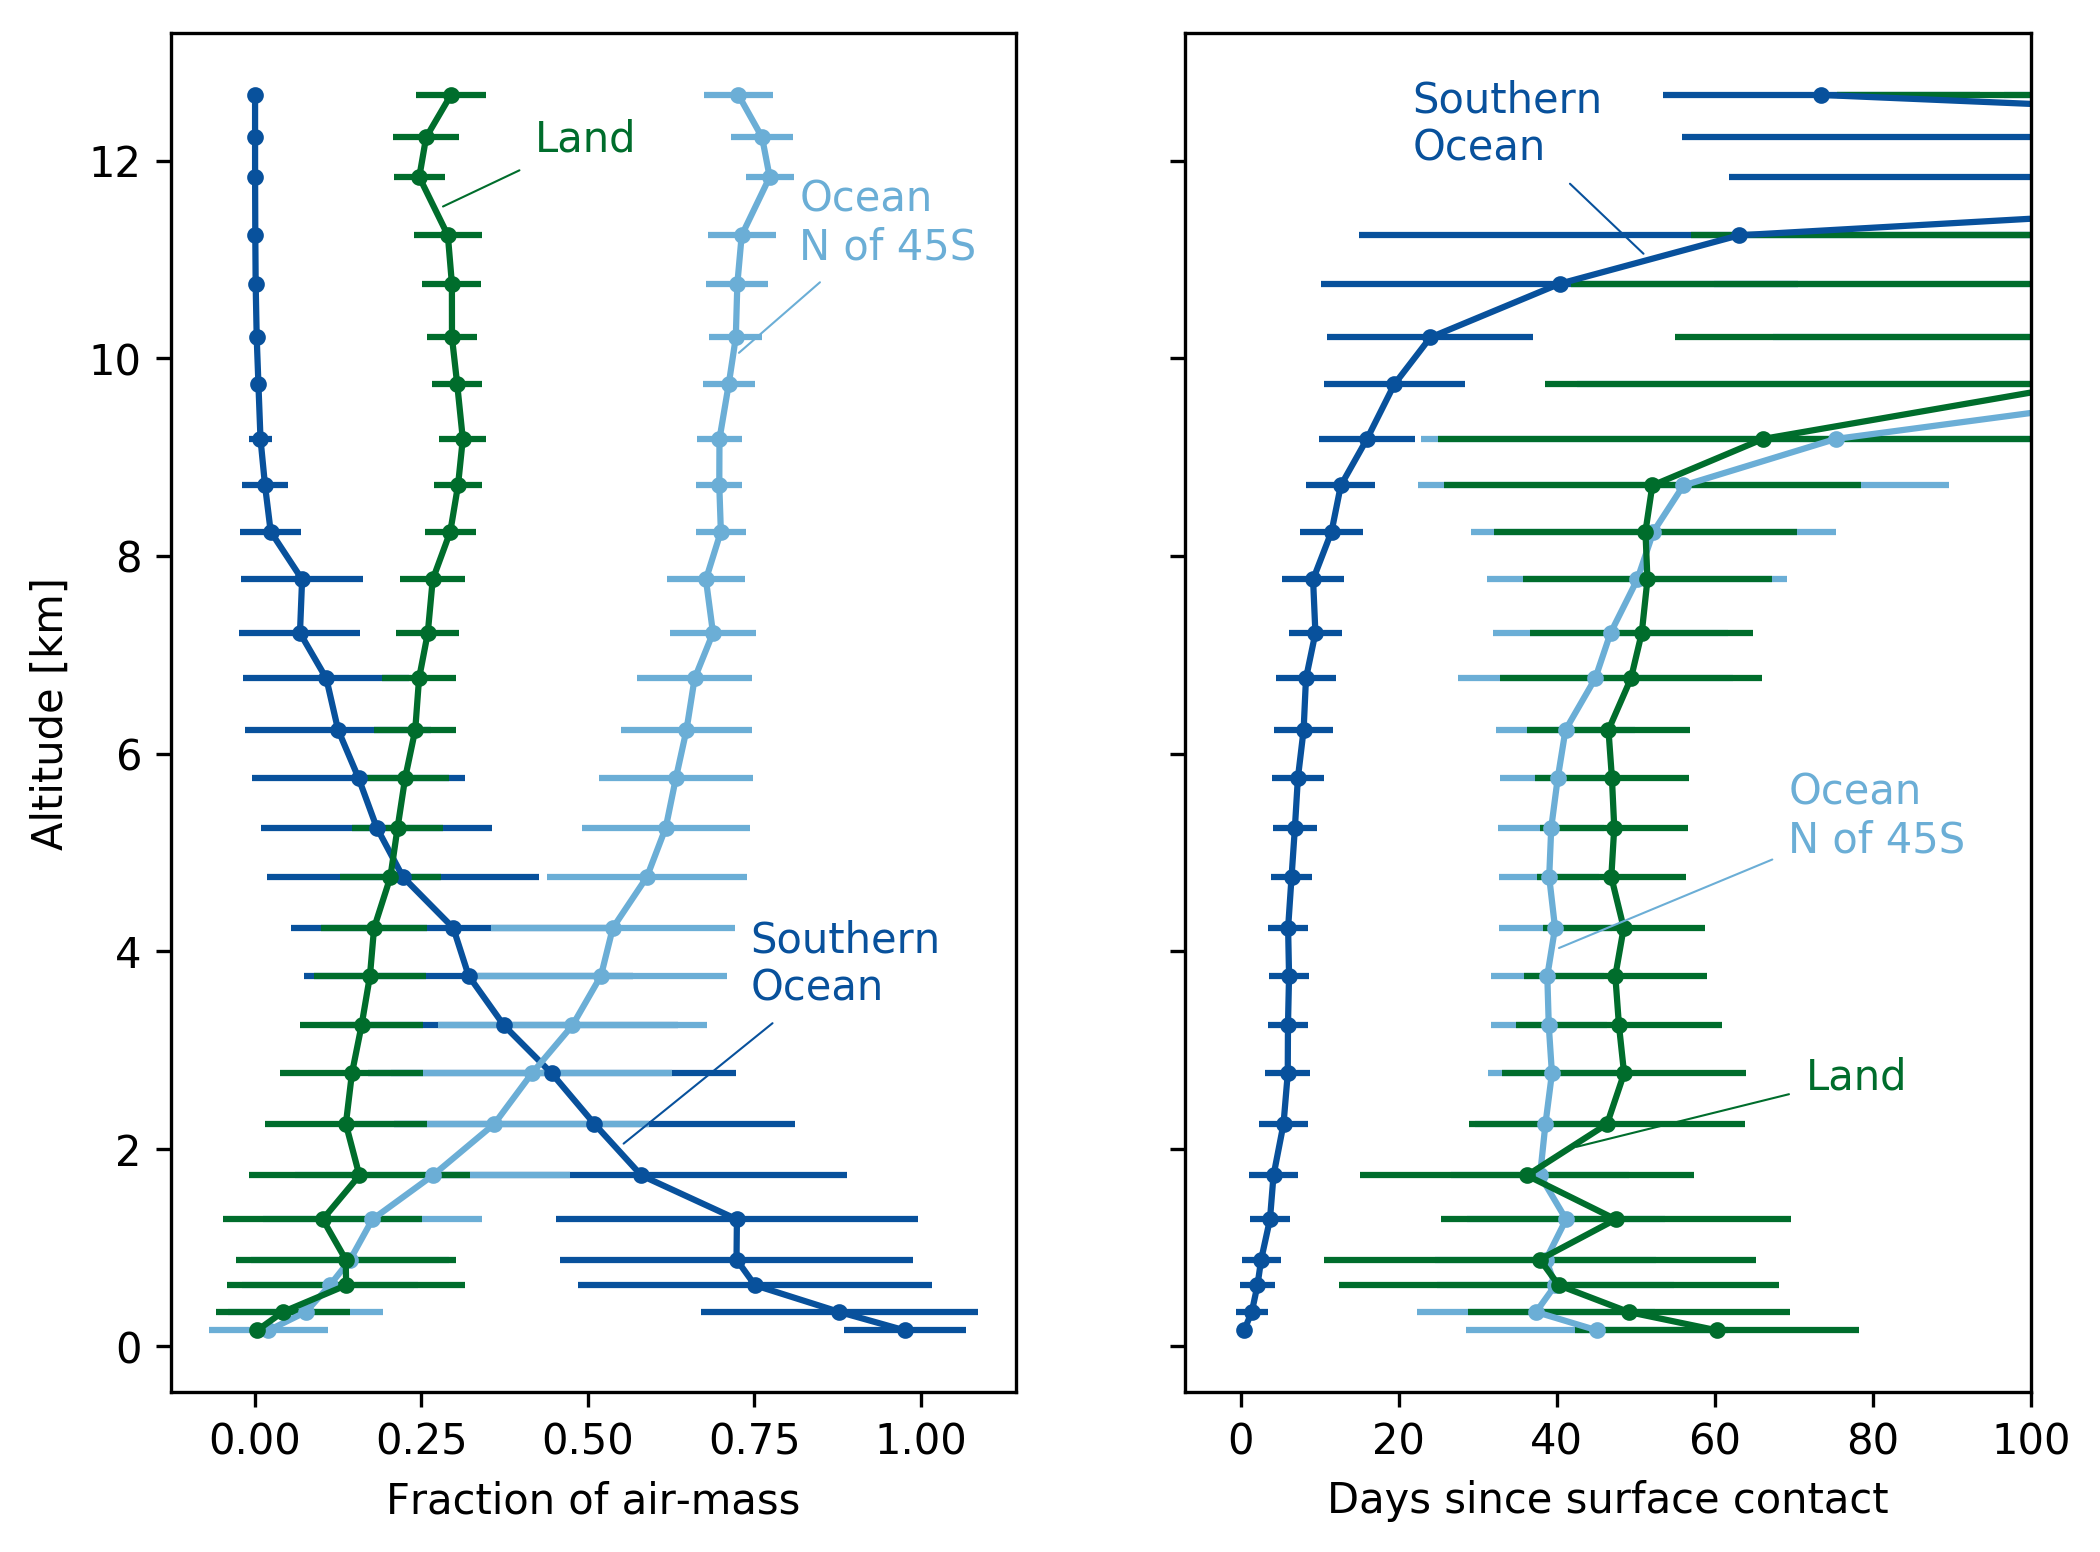 Altitude [km]
12
10
8
6
4
2
0
Land
Ocean
N of 45S
Southern
Ocean
0.00 0.25 0.50 0.75 1.00
Fraction of air-mass
Southern
Ocean
Ocean
N of 45S
Land
0 20 40 60 80 100
Days since surface contact